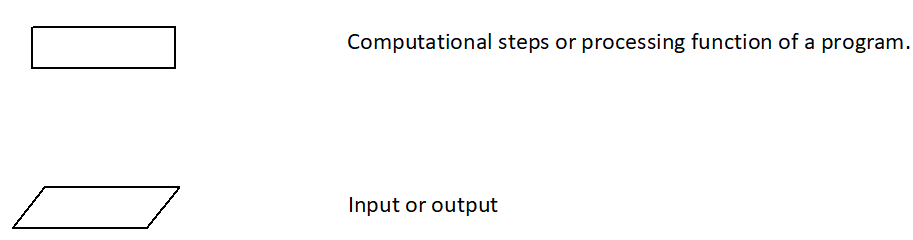 Computational steps or processing function of a program.
Input or output